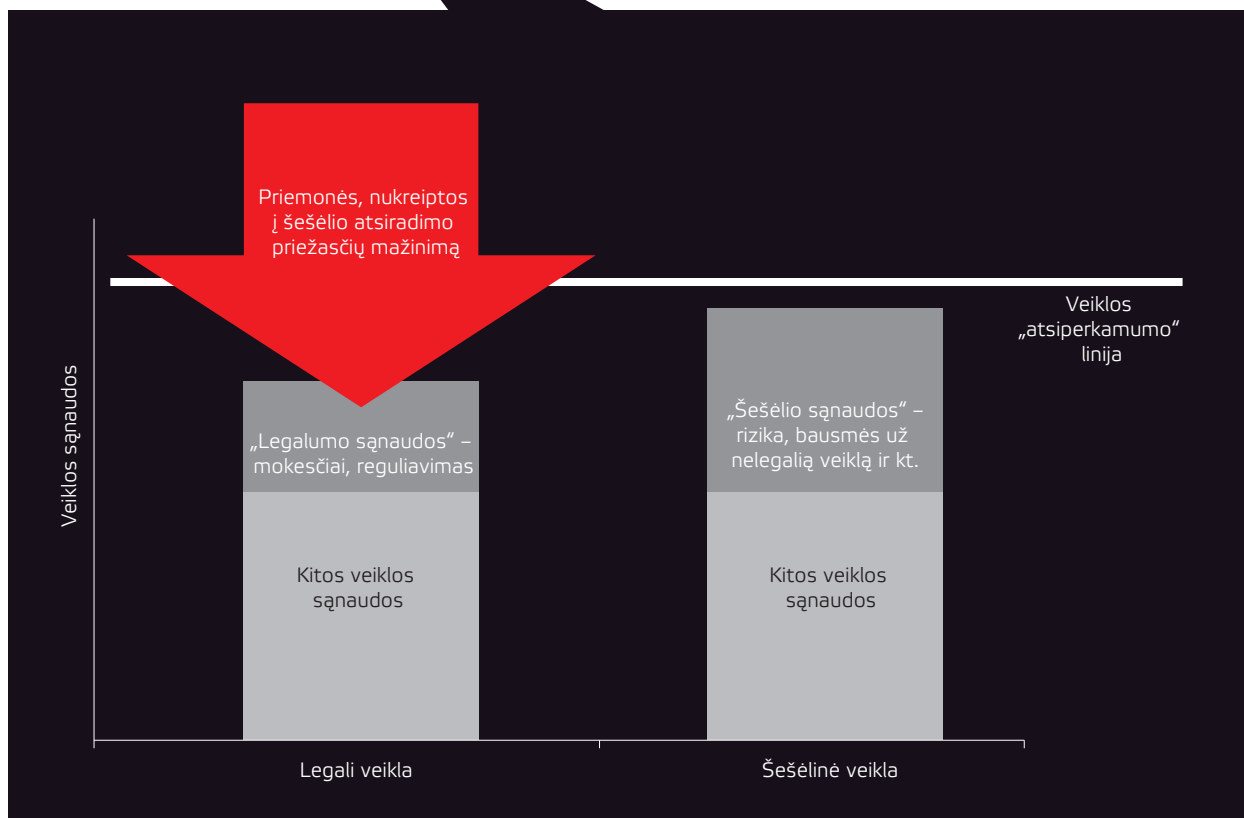 Priemonės, nukreiptos
į šešėlio atsiradimo
priežasčių mažinimą
Veiklos
„atsiperkamumo“
linija
Veiklos sąnaudos
„Legalumo sąnaudos“ –
mokesčiai, reguliavimas
„Šešėlio sąnaudos“ –
rizika, bausmės už
nelegalią veiklą ir kt.
Kitos veiklos
sąnaudos
Kitos veiklos
sąnaudos
Legali veikla
Šešėlinė veikla